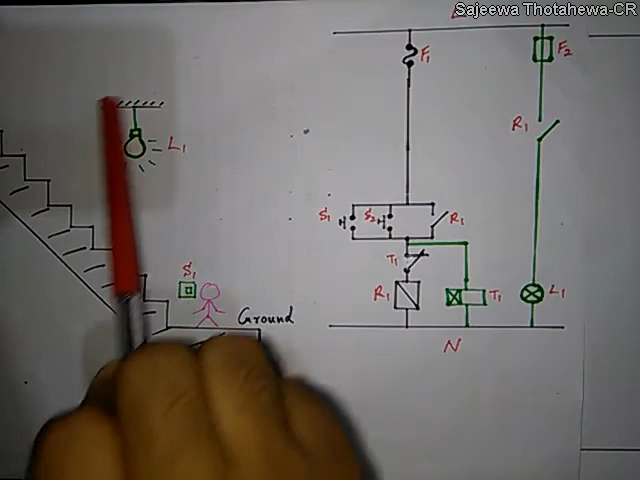 Sajeewa Thotahewa-CR
F1
F2
R1
L1
S1
S2
R1
T1
S1
R1
T1
L1
Ground
N